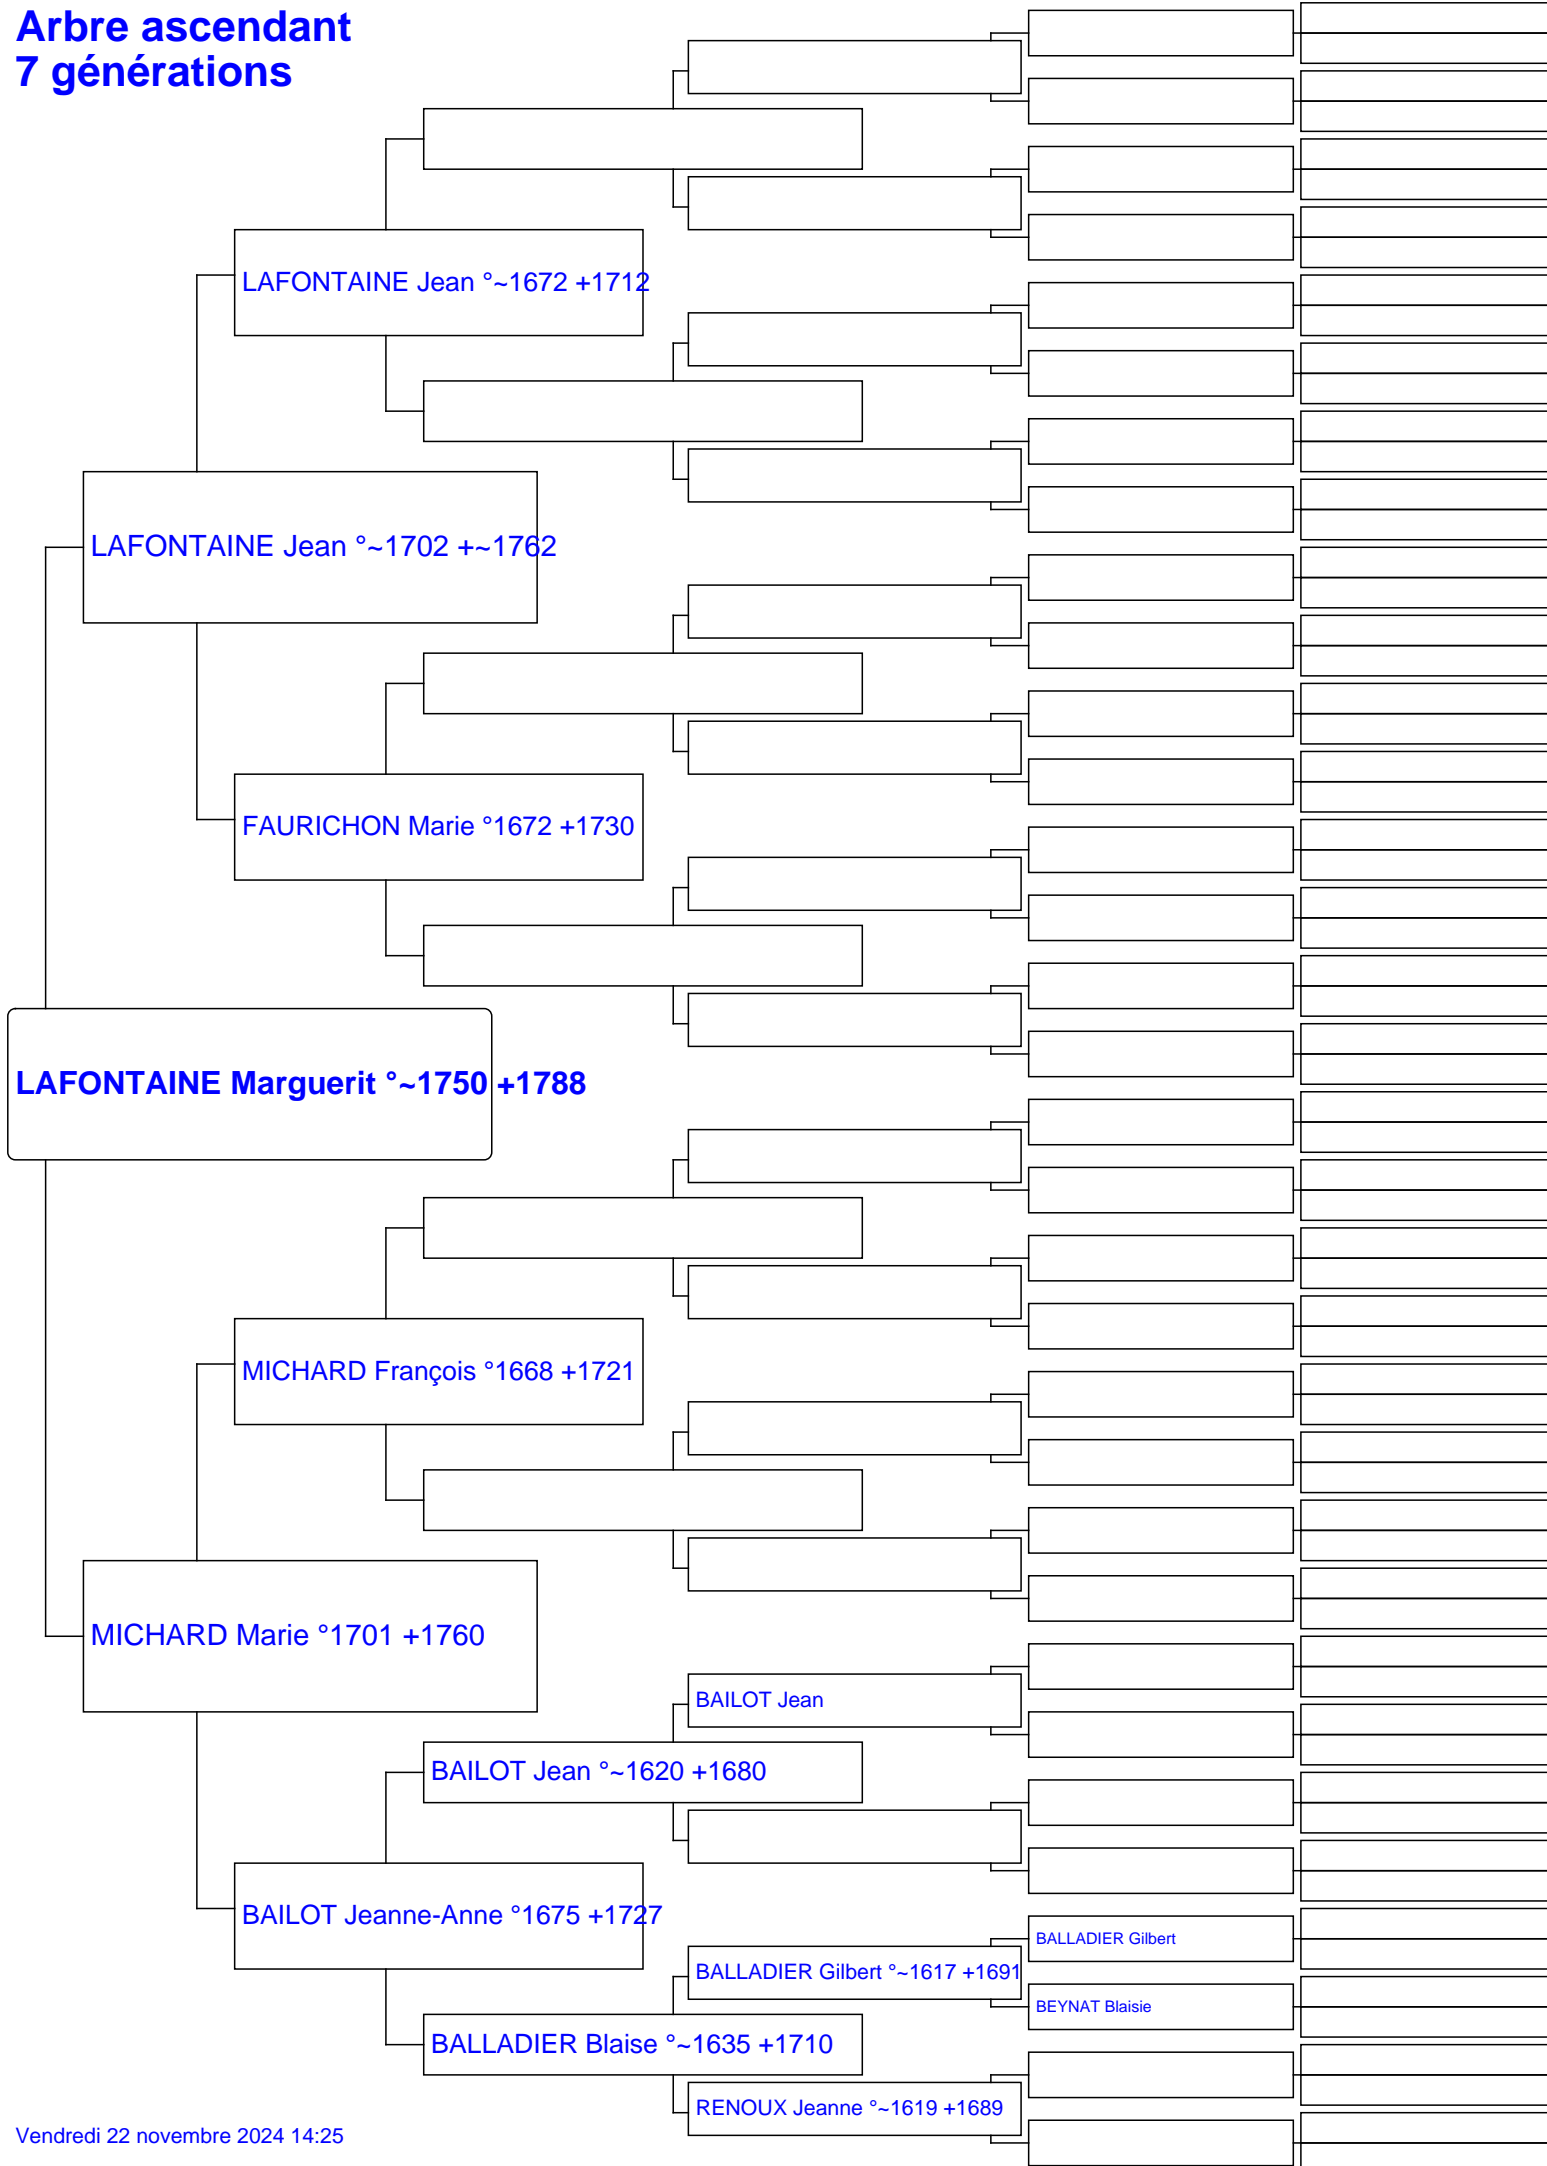 Arbre ascendant
7 générations
LAFONTAINE Jean °~1672 +1712
LAFONTAINE Jean °~1702 +~1762
FAURICHON Marie °1672 +1730
LAFONTAINE Marguerit °~1750 +1788
MICHARD François °1668 +1721
MICHARD Marie °1701 +1760
BAILOT Jean
BAILOT Jean °~1620 +1680
BAILOT Jeanne-Anne °1675 +1727
BALLADIER Gilbert
BALLADIER Gilbert °~1617 +1691
BEYNAT Blaisie
BALLADIER Blaise °~1635 +1710
RENOUX Jeanne °~1619 +1689
Vendredi 22 novembre 2024 14:25